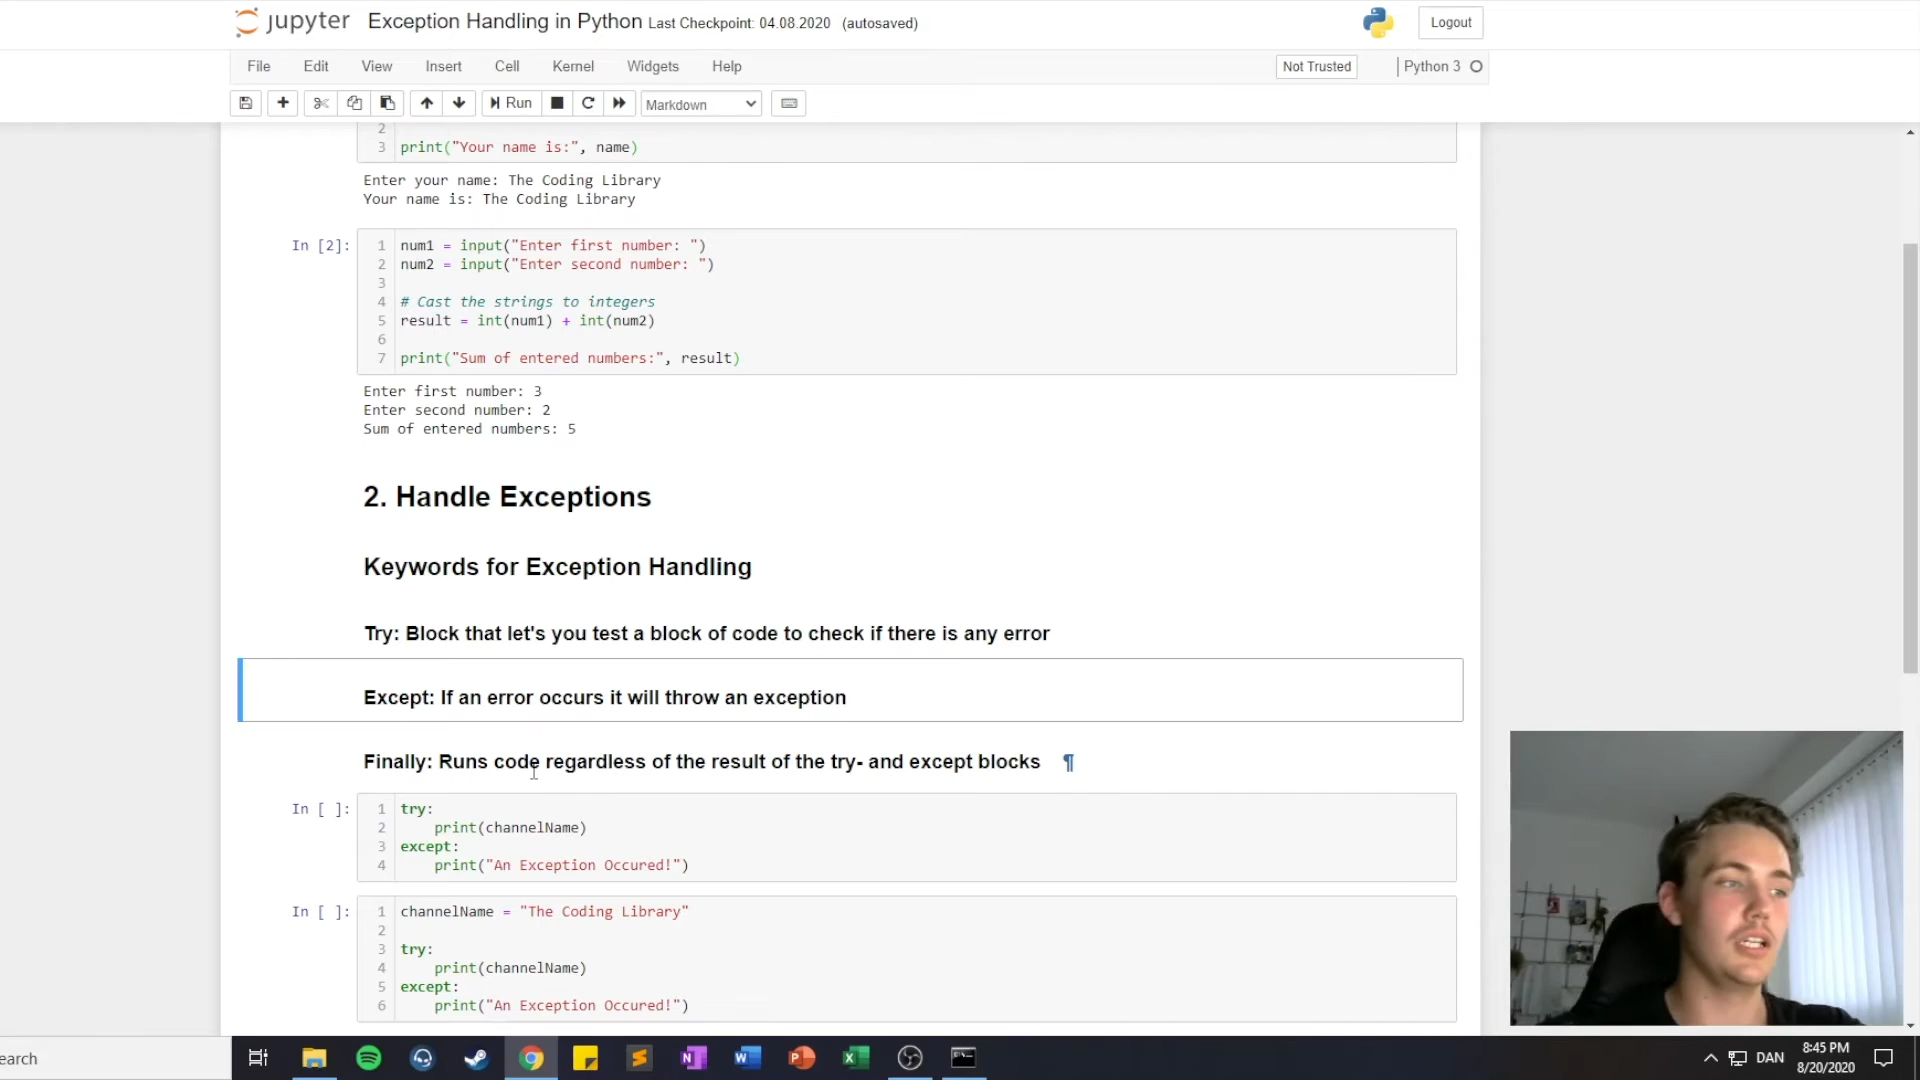 jupyter Exception Handling in Python Last Checkpoint: 04.08.2020 (autosaved) Logout
File Edit View Insert Cell Kernel Widgets Help Not Trusted Python 3
Run Markdown
2
3 print("Your name is:", name)
Enter your name: The Coding Library
Your name is: The Coding Library
In [2]:
1 num1 = input("Enter first number: ")
2 num2 = input("Enter second number: ")
3
4 # Cast the strings to integers
5 result = int(num1) + int(num2)
6
7 print("Sum of entered numbers:", result)
Enter first number: 3
Enter second number: 2
Sum of entered numbers: 5
2. Handle Exceptions
Keywords for Exception Handling
Try: Block that let's you test a block of code to check if there is any error
Except: If an error occurs it will throw an exception
Finally: Runs code regardless of the result of the try- and except blocks ¶
In [ ]:
1 try:
2 print(channelName)
3 except:
4 print("An Exception Occured!")
In [ ]:
1 channelName = "The Coding Library"
2
3 try:
4 print(channelName)
5 except:
6 print("An Exception Occured!")
earch
DAN
8:45 PM
8/20/2020